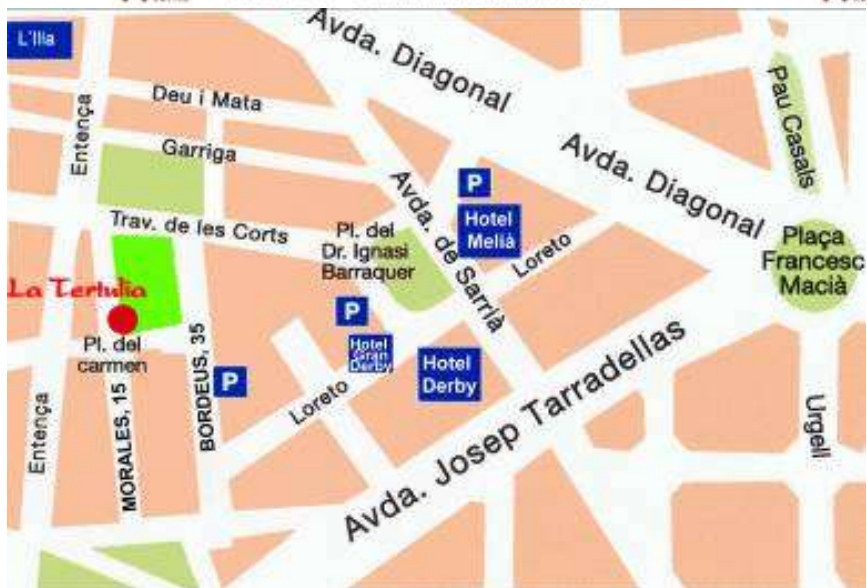 L'Illa
Avda. Diagonal
Deu i Mata
Entença
Garriga
Pau Casals
Avda. Diagonal
Avda. de Sarrià
P
Hotel
Melià
Trav. de les Corts
Pl. del
Dr. Ignasi
Barraquer
Loreto
Plaça
Francesc
Macià
La Tertulia
Pl. del
carmen
P
Hotel
Gran
Derby
Hotel
Derby
P
Loreto
BORDEUS, 35
MORALES, 15
Entença
Avda. Josep Tarradellas
Urgell